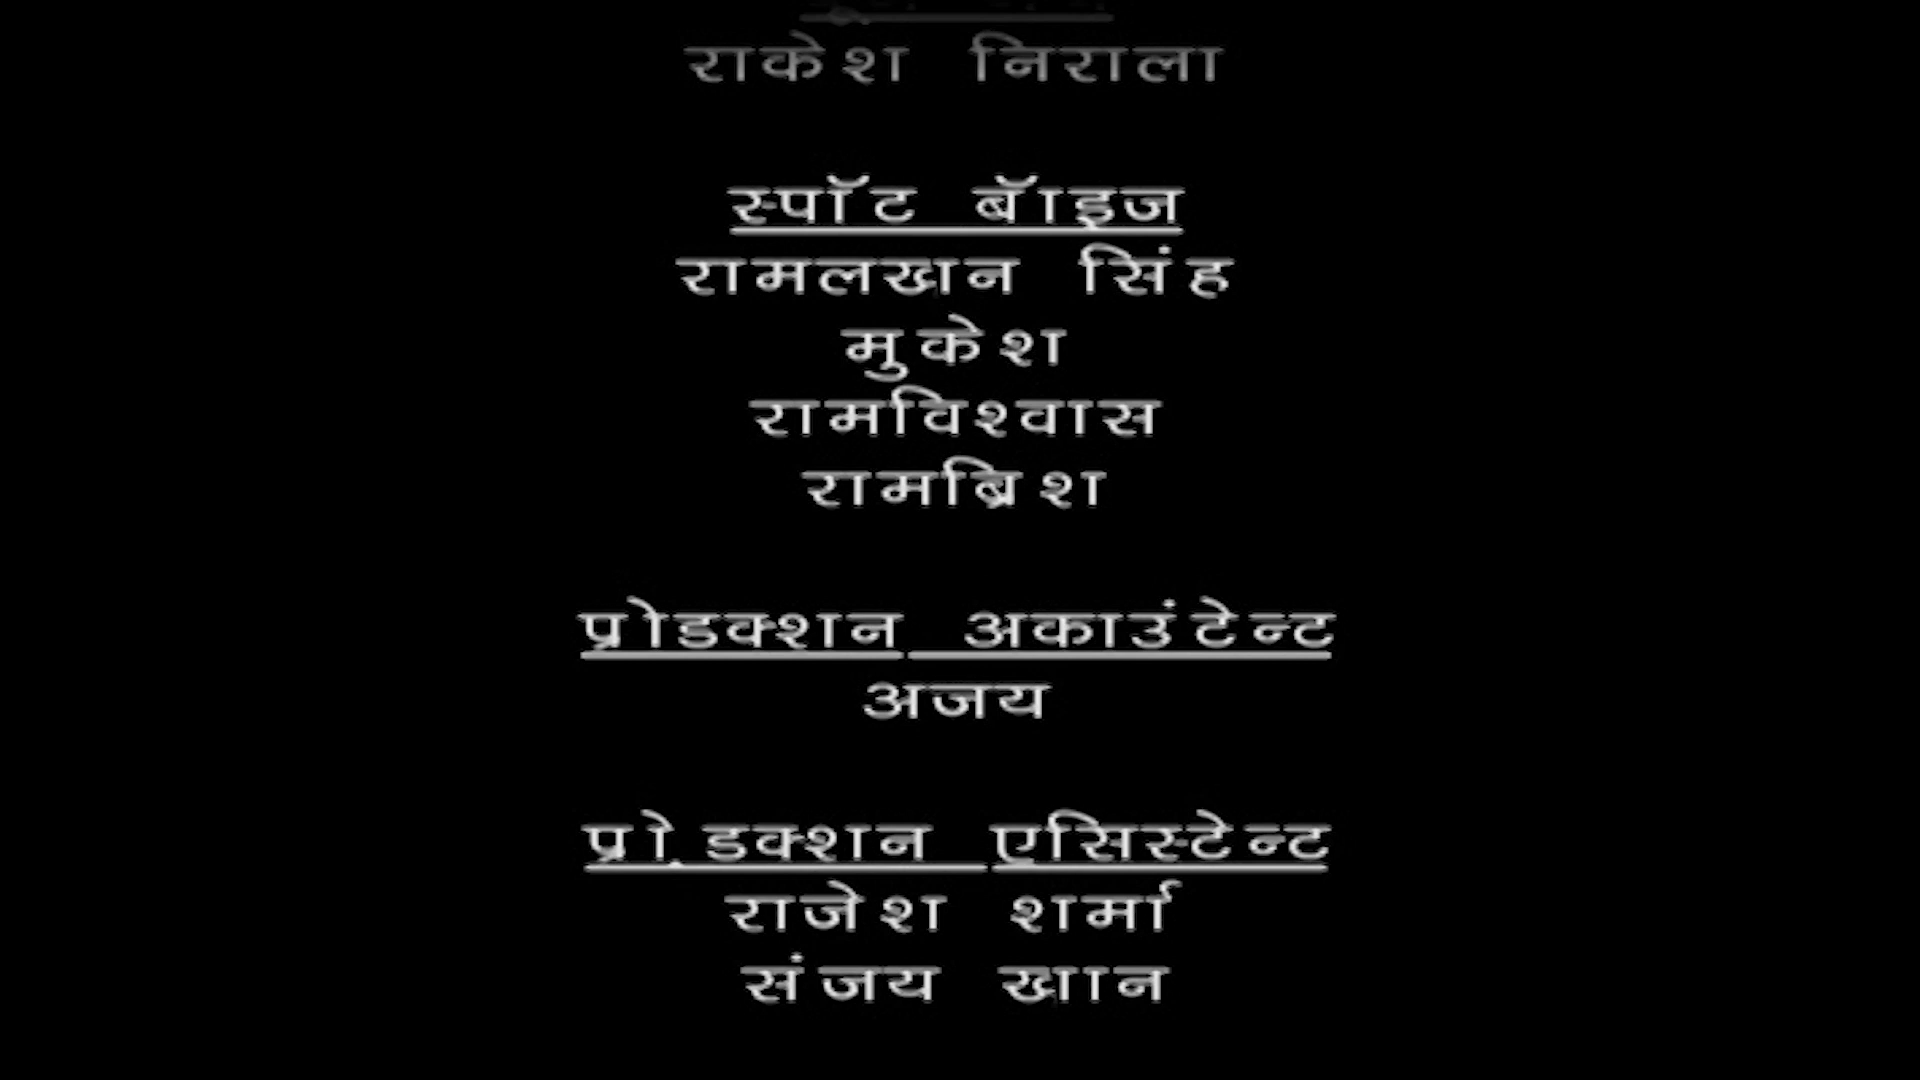 राकेश निराला
स्पॉट बॉइज
रामलखन सिंह
मुकेश
रामविश्वास
रामब्रिश
प्रोडक्शन अकाउंटेन्ट
अजय
प्रो.डक्शन एसिस्टेन्ट
राजेश शर्मा
संजय खान